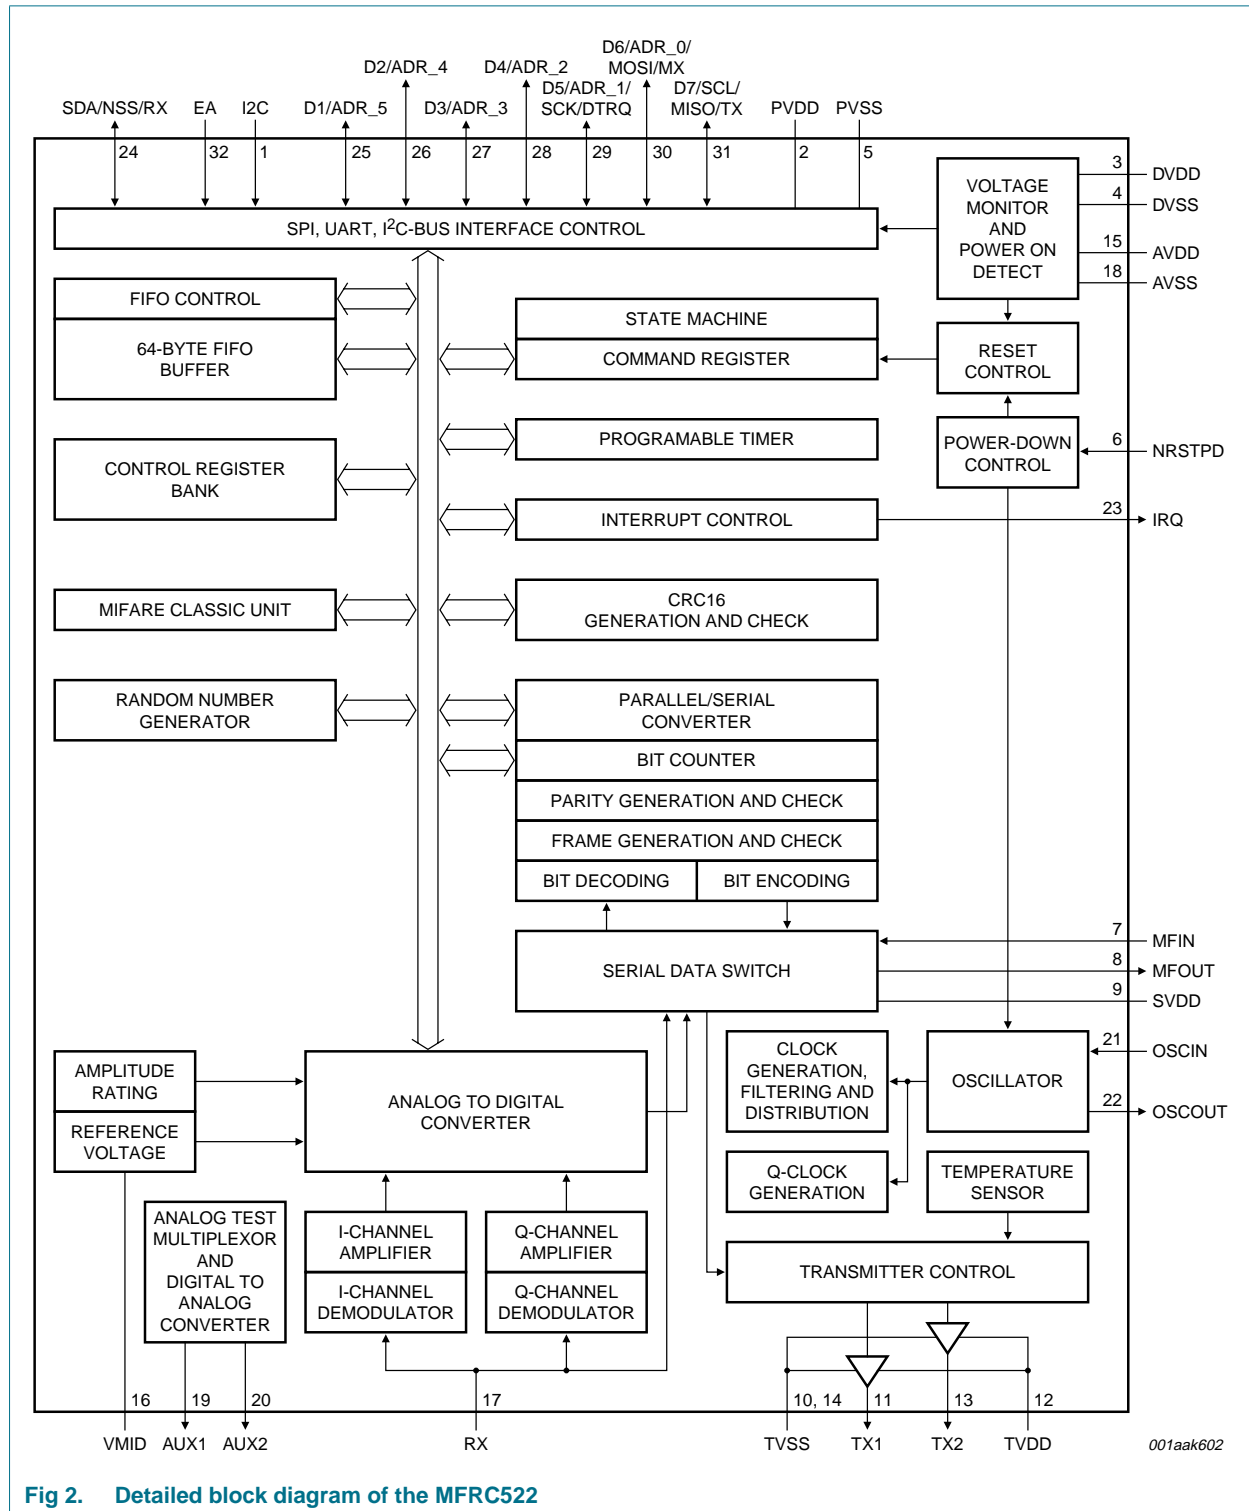 D6/ADR_0/
MOSI/MX
D2/ADR_4
D4/ADR_2
D5/ADR_1/
SCK/DTRQ
D7/SCL/
MISO/TX
SDA/NSS/RX
EA
I2C
D1/ADR_5
D3/ADR_3
PVDD
PVSS
24
32
1
25
26
27
28
29
30
31
2
5
3
DVDD
4
DVSS
15
AVDD
18
AVSS
VOLTAGE
MONITOR
AND
POWER ON
DETECT
SPI, UART, I2C-BUS INTERFACE CONTROL
FIFO CONTROL
64-BYTE FIFO
BUFFER
STATE MACHINE
COMMAND REGISTER
RESET
CONTROL
CONTROL REGISTER
BANK
PROGRAMABLE TIMER
POWER-DOWN
CONTROL
6
NRSTPD
INTERRUPT CONTROL
23
IRQ
MIFARE CLASSIC UNIT
CRC16
GENERATION AND CHECK
RANDOM NUMBER
GENERATOR
PARALLEL/SERIAL
CONVERTER
BIT COUNTER
PARITY GENERATION AND CHECK
FRAME GENERATION AND CHECK
BIT DECODING
BIT ENCODING
SERIAL DATA SWITCH
7
MFIN
8
MFOUT
9
SVDD
AMPLITUDE
RATING
REFERENCE
VOLTAGE
ANALOG TO DIGITAL
CONVERTER
CLOCK
GENERATION,
FILTERING AND
DISTRIBUTION
OSCILLATOR
21
OSCIN
22
OSCOUT
Q-CLOCK
GENERATION
TEMPERATURE
SENSOR
ANALOG TEST
MULTIPLEXOR
AND
DIGITAL TO
ANALOG
CONVERTER
I-CHANNEL
AMPLIFIER
I-CHANNEL
DEMODULATOR
Q-CHANNEL
AMPLIFIER
Q-CHANNEL
DEMODULATOR
TRANSMITTER CONTROL
16
19
20
17
10, 14
11
13
12
VMID
AUX1
AUX2
RX
TVSS
TX1
TX2
TVDD
001aak602
Fig 2. Detailed block diagram of the MFRC522